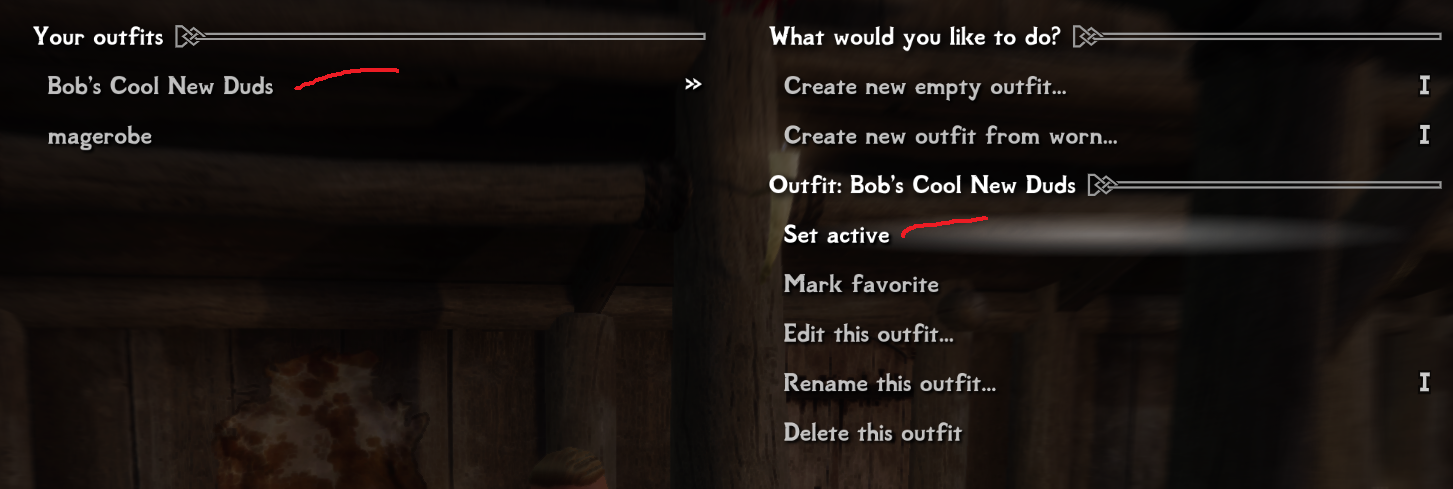 Your outfits
Bob's Cool New Duds
»
magerobe
What would you like to do?
Create new empty outfit...
I
Create new outfit from worn...
I
Outfit: Bob's Cool New Duds
Set active
Mark favorite
Edit this outfit...
Rename this outfit...
I
Delete this outfit